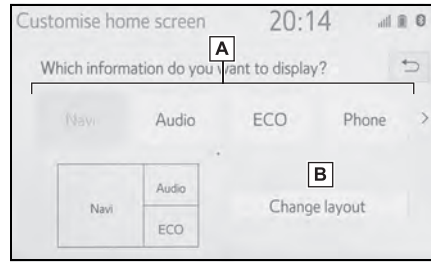 Customise home screen 20:14
A
Which information do you want to display?
Navi Audio ECO Phone >
Navi Audio
ECO
B
Change layout